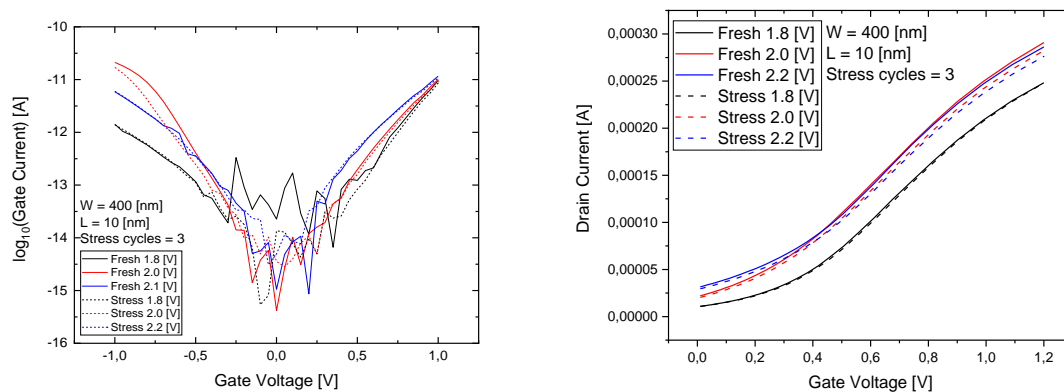 -10
-11
-12
-13
-14
-15
-16
log10(Gate Current) [A]
W = 400 [nm]
L = 10 [nm]
Stress cycles = 3
Fresh 1.8 [V]
Fresh 2.0 [V]
Fresh 2.1 [V]
Stress 1.8 [V]
Stress 2.0 [V]
Stress 2.2 [V]
-1,0 -0,5 0,0 0,5 1,0
Gate Voltage [V]
0,00030
0,00025
0,00020
0,00015
0,00010
0,00005
0,00000
Drain Current [A]
Fresh 1.8 [V]
Fresh 2.0 [V]
Fresh 2.2 [V]
Stress 1.8 [V]
Stress 2.0 [V]
Stress 2.2 [V]
W = 400 [nm]
L = 10 [nm]
Stress cycles = 3
0,0 0,2 0,4 0,6 0,8 1,0 1,2
Gate Voltage [V]